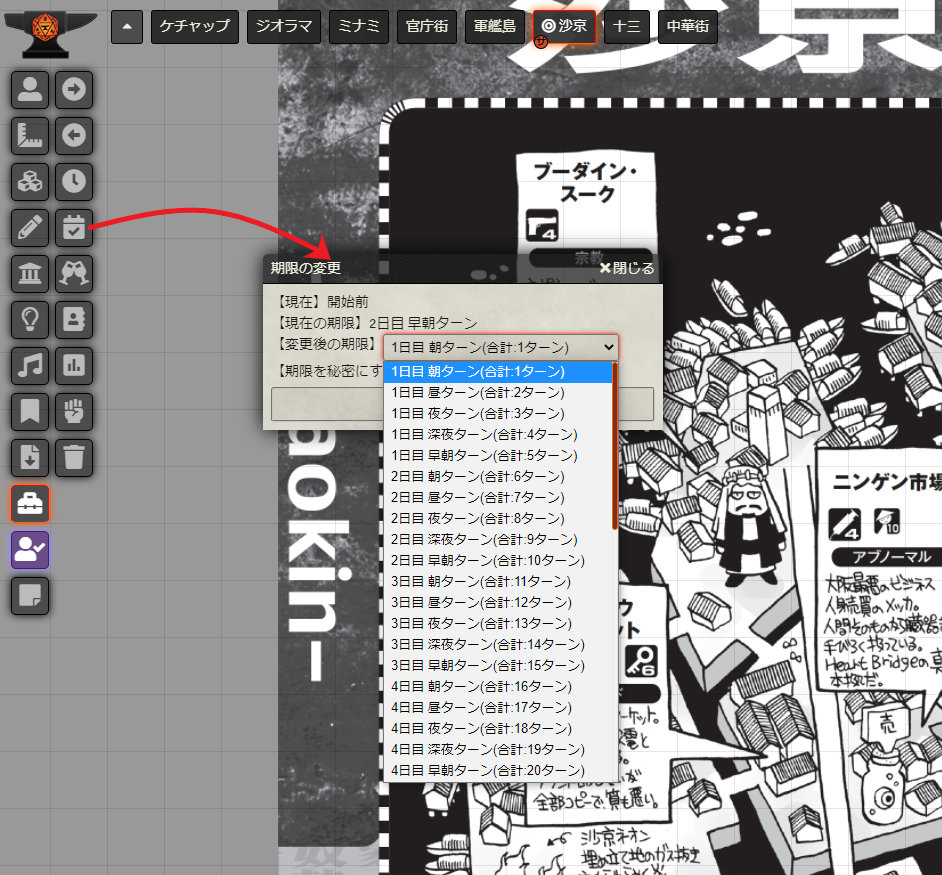 ケチャップ
ジオラマ
ミナミ
官庁街
軍艦島
沙京
サ
十三
中華街
沙京
ブーダイン・
スーク
4
宗教
期限の変更
閉じる
【現在】開始前
【現在の期限】2日目 早朝ターン
【変更後の期限】
1日目 朝ターン(合計:1ターン)
【期限を秘密にす
1日目 朝ターン(合計:1ターン)
1日目 昼ターン(合計:2ターン)
1日目 夜ターン(合計:3ターン)
1日目 深夜ターン(合計:4ターン)
1日目 早朝ターン(合計:5ターン)
2日目 朝ターン(合計:6ターン)
2日目 昼ターン(合計:7ターン)
2日目 夜ターン(合計:8ターン)
2日目 深夜ターン(合計:9ターン)
2日目 早朝ターン(合計:10ターン)
3日目 朝ターン(合計:11ターン)
3日目 昼ターン(合計:12ターン)
3日目 夜ターン(合計:13ターン)
3日目 深夜ターン(合計:14ターン)
3日目 早朝ターン(合計:15ターン)
4日目 朝ターン(合計:16ターン)
4日目 昼ターン(合計:17ターン)
4日目 夜ターン(合計:18ターン)
4日目 深夜ターン(合計:19ターン)
4日目 早朝ターン(合計:20ターン)
aokin–
ニンゲン市場
4
10
アブノーマル
大阪最悪のビジネス
人身売買のメッカ。
人間そのものから臓器
手びろく扱っている。
Heart Bridgeの真
本拠だ。
ウ
ット
6
ーケット。
電と
が
全部コピーで、質も悪い。
売
沙京ネオン
埋め立て地のガス抜き